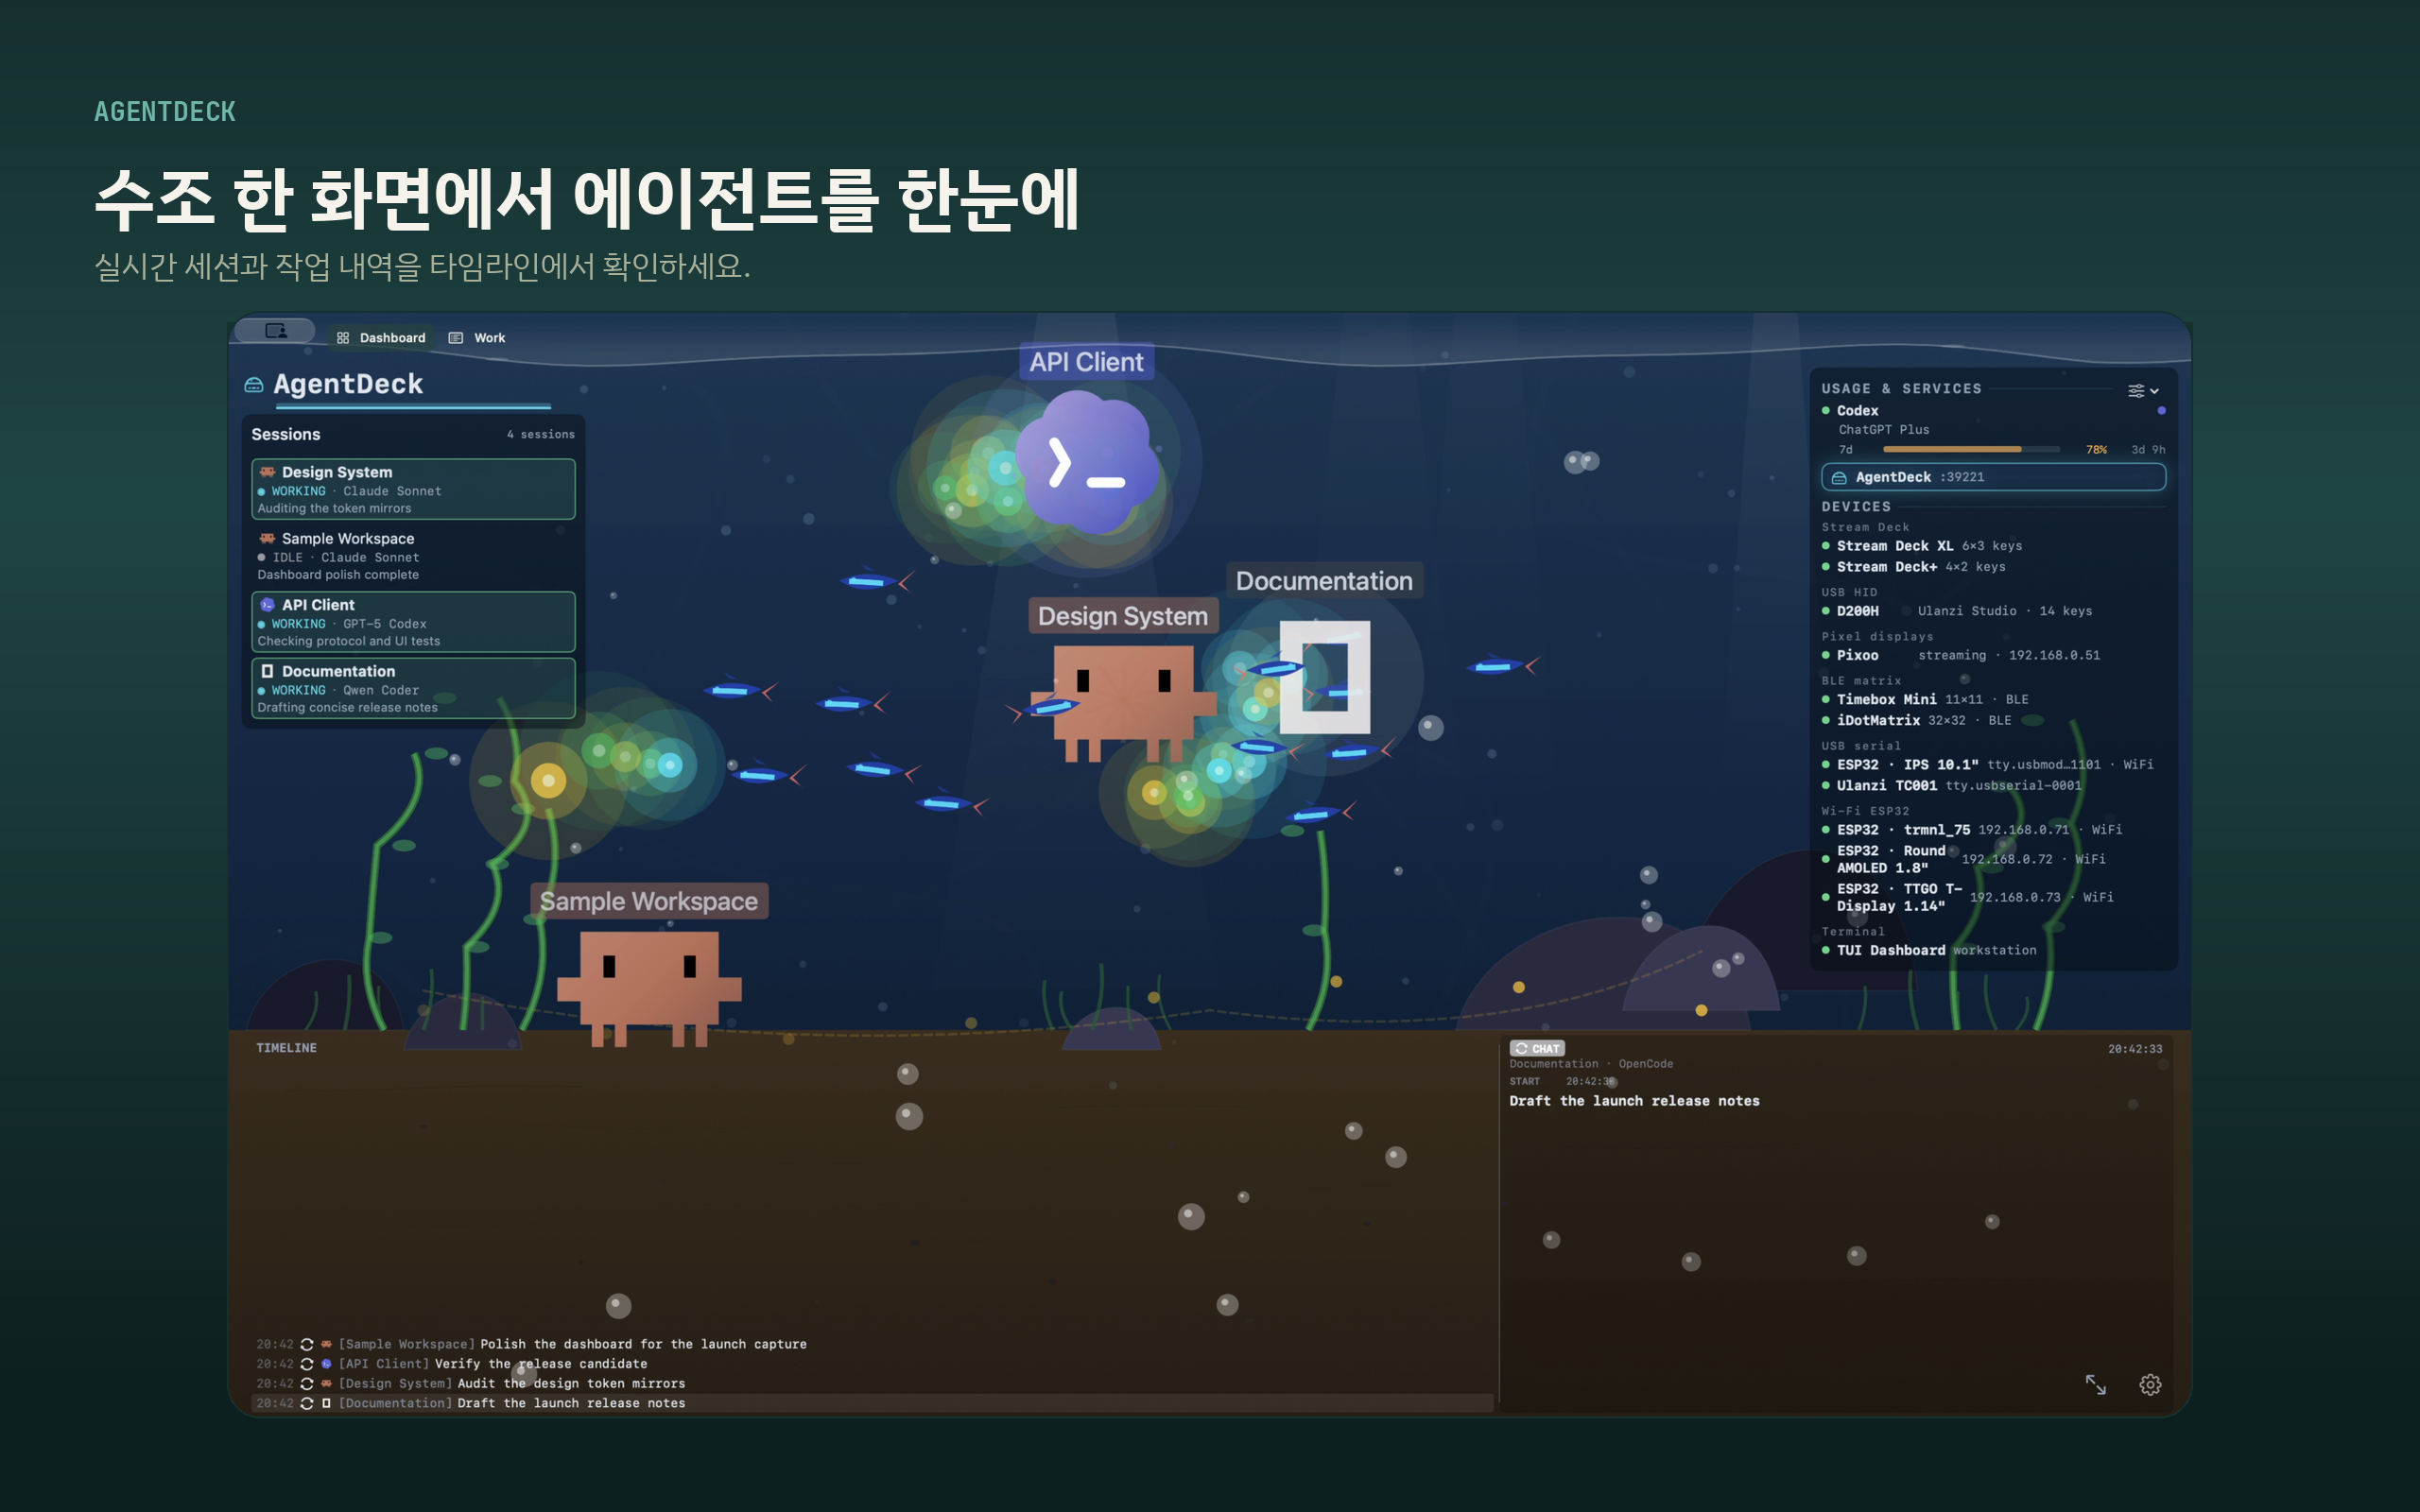 AGENTDECK
수조 한 화면에서 에이전트를 한눈에
실시간 세션과 작업 내역을 타임라인에서 확인하세요.
Dashboard Work
AgentDeck
Sessions 4 sessions
Design System
WORKING · Claude Sonnet
Auditing the token mirrors
Sample Workspace
IDLE · Claude Sonnet
Dashboard polish complete
API Client
WORKING · GPT-5 Codex
Checking protocol and UI tests
Documentation
WORKING · Qwen Coder
Drafting concise release notes
API Client
Documentation
Design System
Sample Workspace
USAGE & SERVICES
Codex
ChatGPT Plus
7d 78% 3d 9h
AgentDeck :39221
DEVICES
Stream Deck
Stream Deck XL 6×3 keys
Stream Deck+ 4×2 keys
USB HID
D200H Ulanzi Studio · 14 keys
Pixel displays
Pixoo streaming · 192.168.0.51
BLE matrix
Timebox Mini 11×11 · BLE
iDotMatrix 32×32 · BLE
USB serial
ESP32 · IPS 10.1" tty.usbmod…1101 · WiFi
Ulanzi TC001 tty.usbserial-0001
Wi-Fi ESP32
ESP32 · trmnl_75 192.168.0.71 · WiFi
ESP32 · Round AMOLED 1.8" 192.168.0.72 · WiFi
ESP32 · TTGO T-Display 1.14" 192.168.0.73 · WiFi
Terminal
TUI Dashboard workstation
TIMELINE
20:42 [Sample Workspace] Polish the dashboard for the launch capture
20:42 [API Client] Verify the release candidate
20:42 [Design System] Audit the design token mirrors
20:42 [Documentation] Draft the launch release notes
CHAT 20:42:33
Documentation · OpenCode
START
Draft the launch release notes